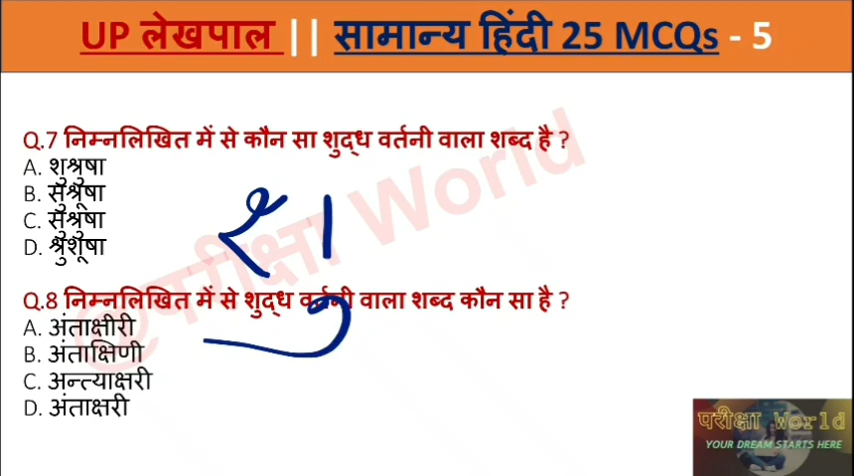 UP लेखपाल || सामान्य हिंदी 25 MCQs - 5
Q.7 निम्नलिखित में से कौन सा शुद्ध वर्तनी वाला शब्द है ?
A. शुश्रुषा
B. सुश्रूषा
C. सुश्रुषा
D. श्रुशूषा
Q.8 निम्नलिखित में से शुद्ध वर्तनी वाला शब्द कौन सा है ?
A. अंताक्षीरी
B. अंताक्षिणी
C. अन्त्याक्षरी
D. अंताक्षरी
@परीक्षा World
परीक्षा World
YOUR DREAM STARTS HERE